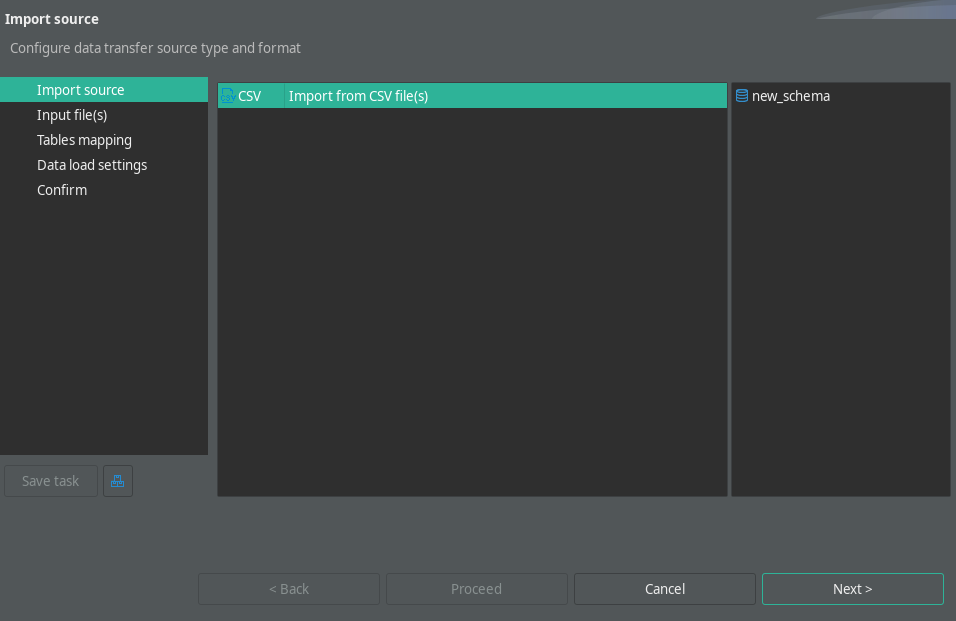 Import source
Configure data transfer source type and format
Import source
Input file(s)
Tables mapping
Data load settings
Confirm
CSV Import from CSV file(s)
new_schema
Save task
< Back Proceed Cancel Next >